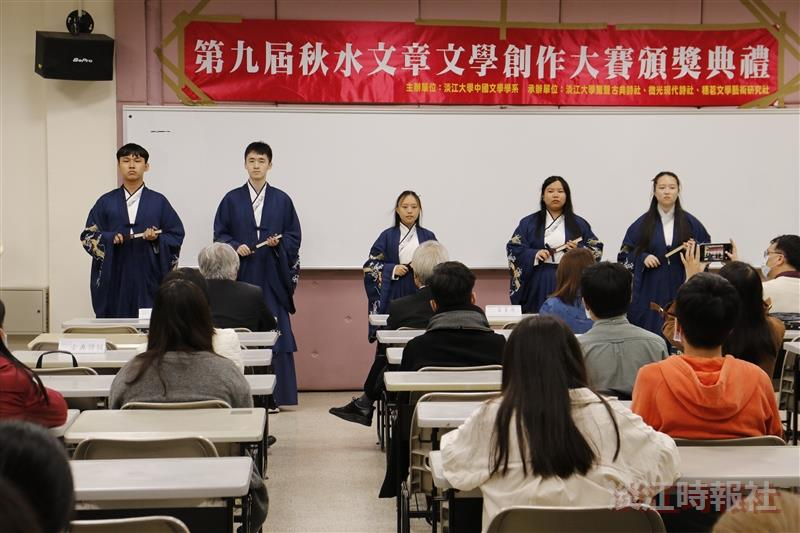 第九屆秋水文章文學創作大賽頒獎典禮
主辦單位：淡江大學中國文學學系 承辦單位：淡江大學驚聲古典詩社、微光現代詩社、穠茗文學藝術研究社
BePro
淡江時報社